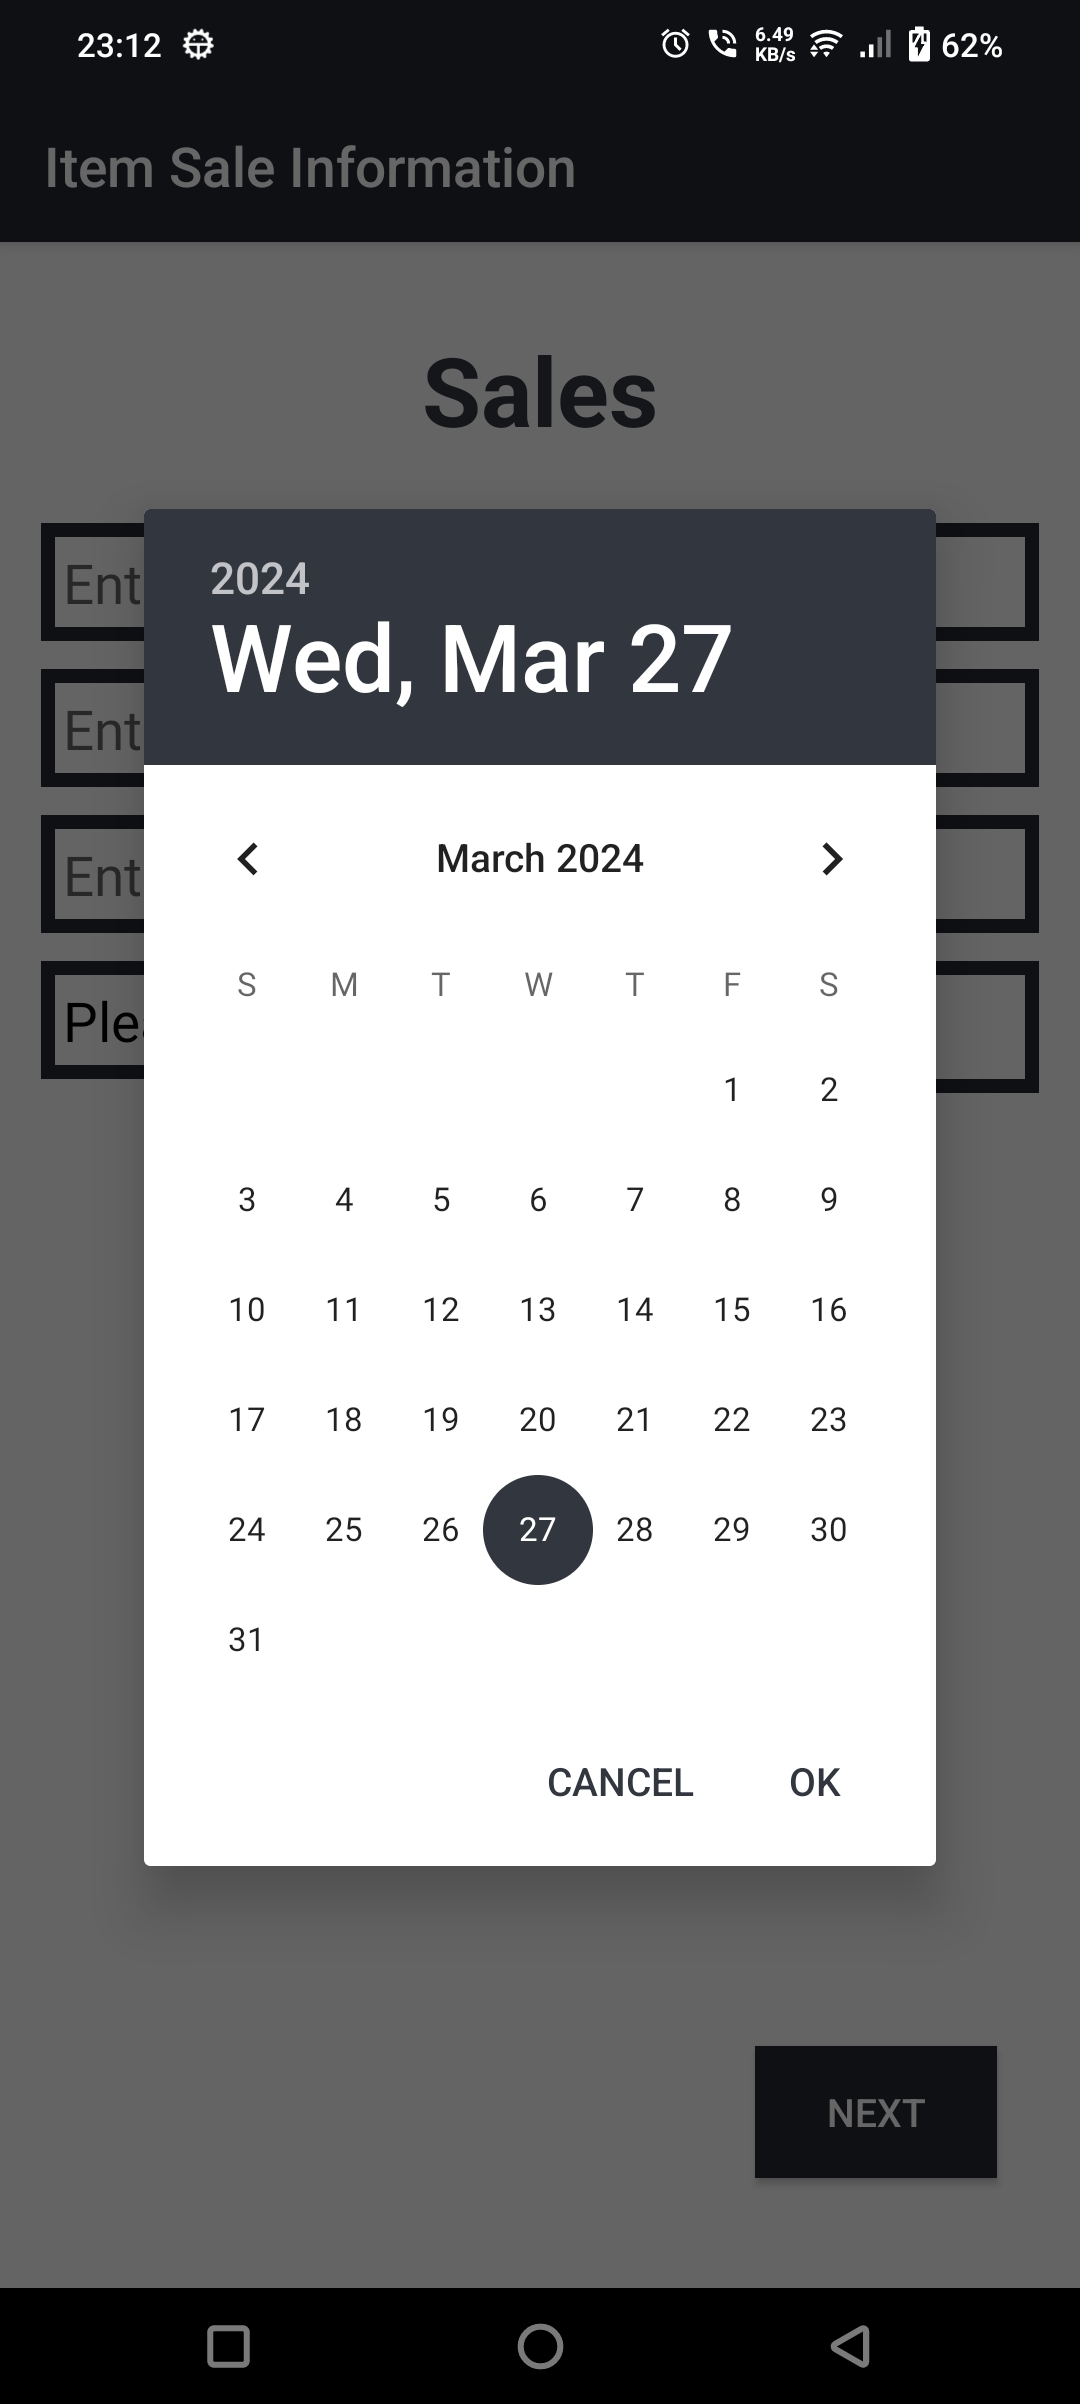 23:12 6.49 KB/s 62%
Item Sale Information
Sales
Ent
2024
Wed, Mar 27
Ent
March 2024
Ent
S M T W T F S
Plea
1 2
3 4 5 6 7 8 9
10 11 12 13 14 15 16
17 18 19 20 21 22 23
24 25 26 27 28 29 30
31
CANCEL OK
NEXT